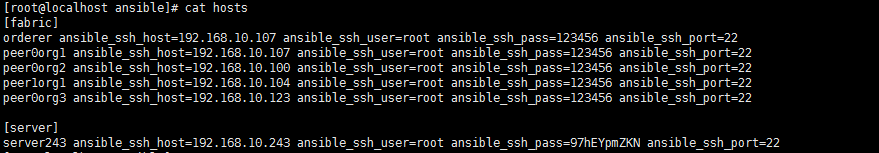 [root@localhost ansible]# cat hosts
[fabric]
orderer ansible_ssh_host=192.168.10.107 ansible_ssh_user=root ansible_ssh_pass=123456 ansible_ssh_port=22
peer0org1 ansible_ssh_host=192.168.10.107 ansible_ssh_user=root ansible_ssh_pass=123456 ansible_ssh_port=22
peer0org2 ansible_ssh_host=192.168.10.100 ansible_ssh_user=root ansible_ssh_pass=123456 ansible_ssh_port=22
peer1org1 ansible_ssh_host=192.168.10.104 ansible_ssh_user=root ansible_ssh_pass=123456 ansible_ssh_port=22
peer0org3 ansible_ssh_host=192.168.10.123 ansible_ssh_user=root ansible_ssh_pass=123456 ansible_ssh_port=22
[server]
server243 ansible_ssh_host=192.168.10.243 ansible_ssh_user=root ansible_ssh_pass=97hEYpmZKN ansible_ssh_port=22